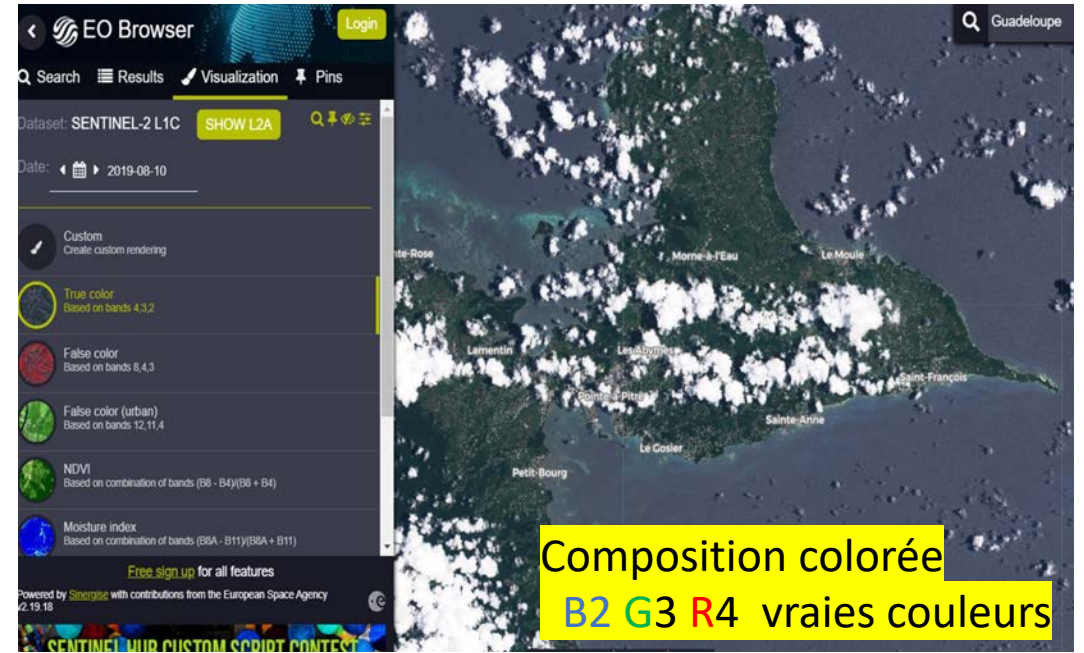 EO Browser
Login
Search Results Visualization Pins
Dataset: SENTINEL-2 L1C SHOW L2A
Date: 2019-08-10
Custom
Create custom rendering
True color
Based on bands 4,3,2
False color
Based on bands 8,4,3
False color (urban)
Based on bands 12,11,4
NDVI
Based on combination of bands (B8 - B4)/(B8 + B4)
Moisture index
Based on combination of bands (B8A - B11)/(B8A + B11)
Free sign up for all features
Powered by Sinergise with contributions from the European Space Agency
v2.19.18
SENTINEL HUB CUSTOM SCRIPT CONTEST
Guadeloupe
te-Rose
Morne-à-l'Eau
Le Moule
Lamentin
Les Abymes
Saint-François
Pointe-à-Pitre
Sainte-Anne
Le Gosier
Petit-Bourg
Composition colorée
B2 G3 R4 vraies couleurs